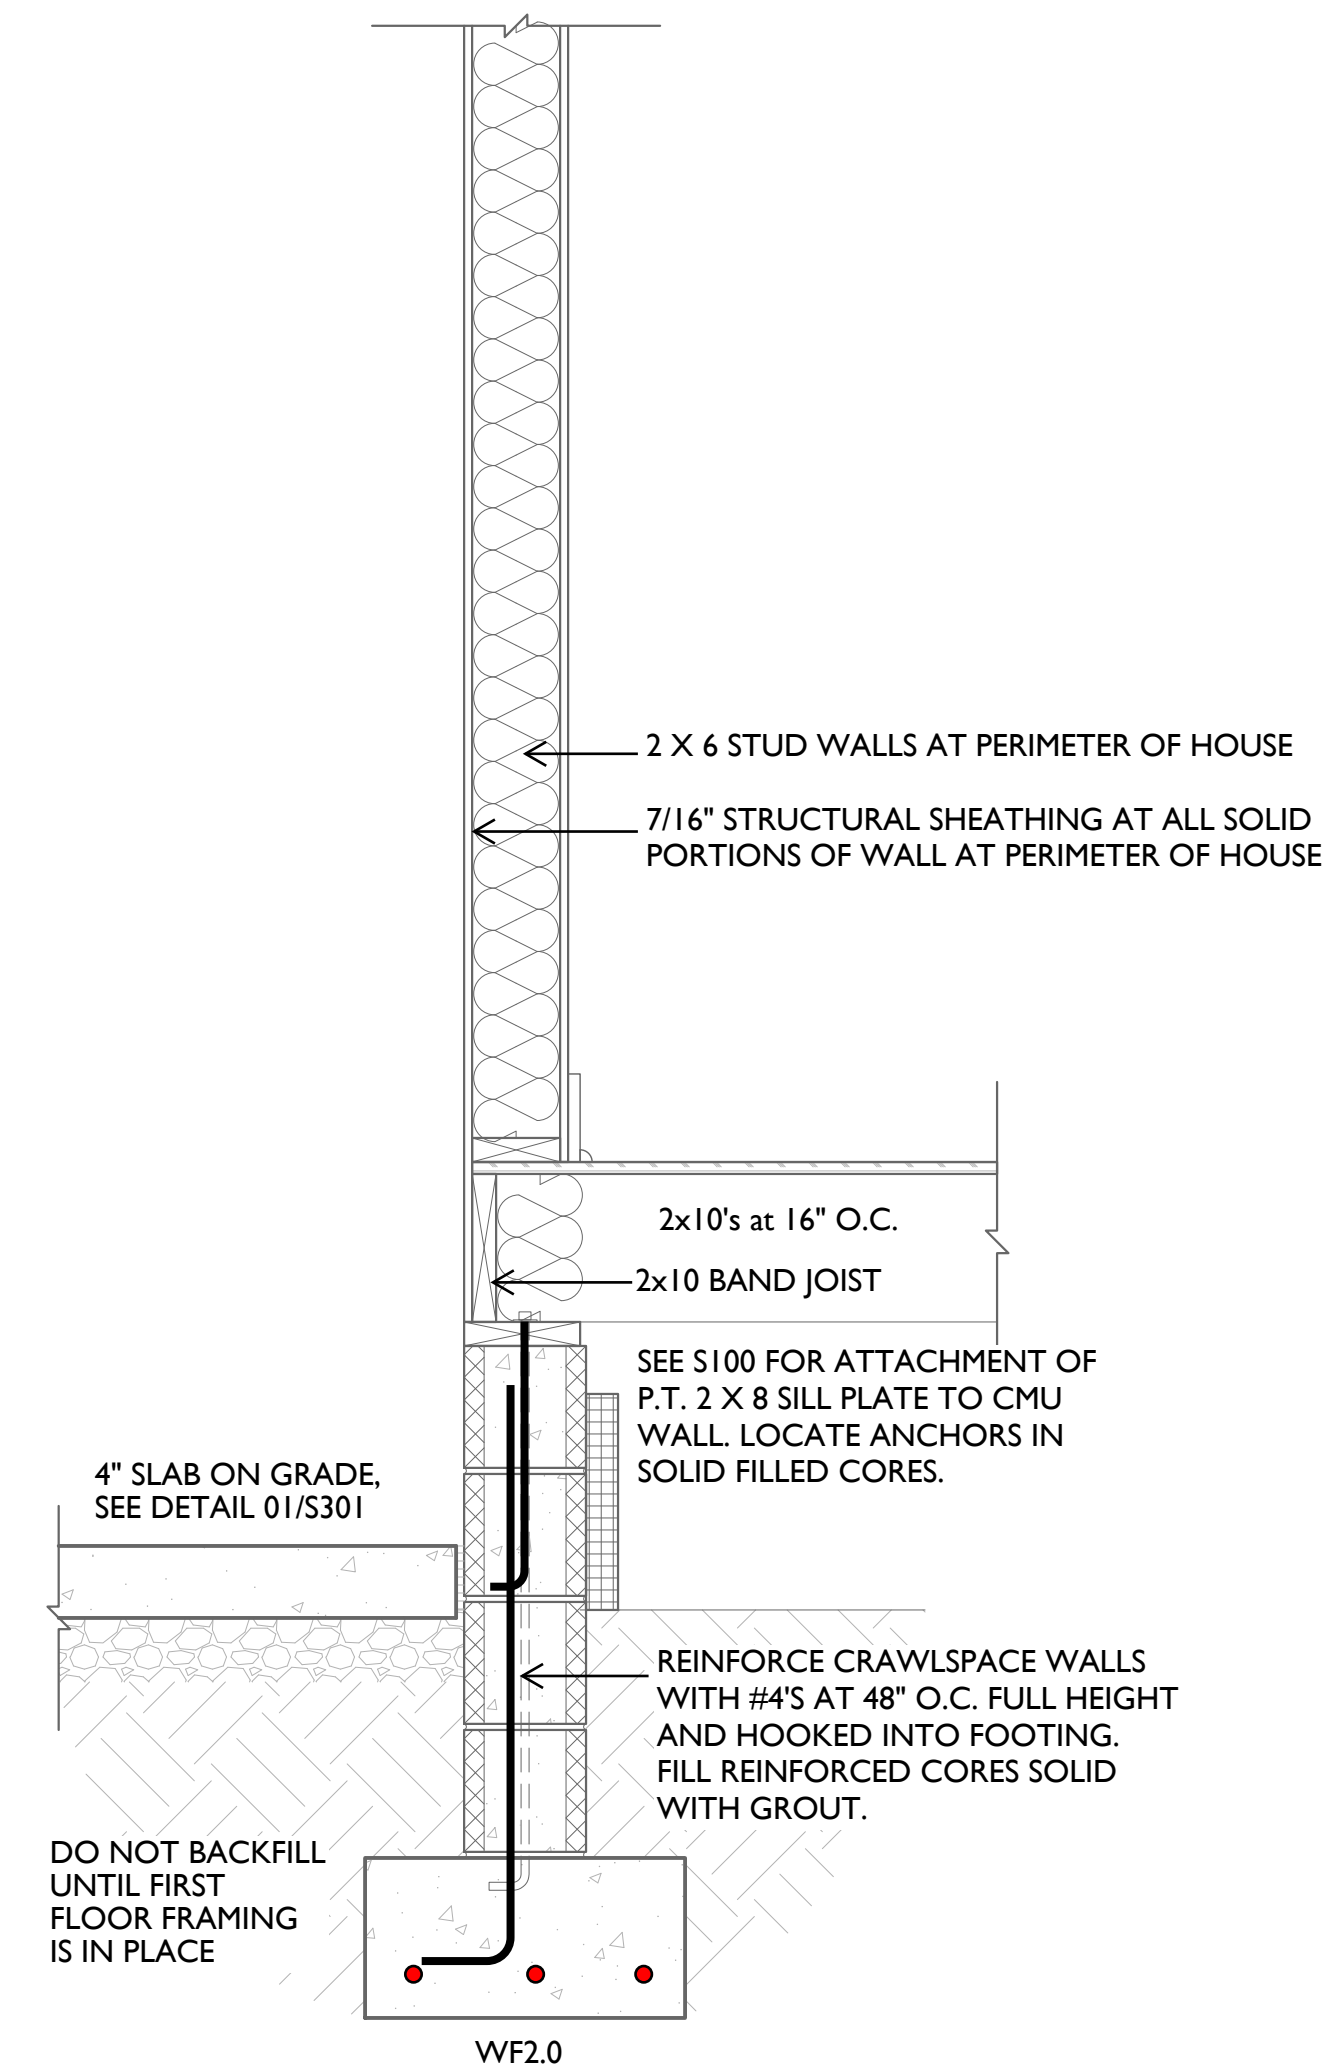 2 X 6 STUD WALLS AT PERIMETER OF HOUSE
7/16" STRUCTURAL SHEATHING AT ALL SOLID
PORTIONS OF WALL AT PERIMETER OF HOUSE
2x10's at 16" O.C.
2x10 BAND JOIST
SEE S100 FOR ATTACHMENT OF
P.T. 2 X 8 SILL PLATE TO CMU
WALL. LOCATE ANCHORS IN
SOLID FILLED CORES.
4" SLAB ON GRADE,
SEE DETAIL 01/S301
REINFORCE CRAWLSPACE WALLS
WITH #4'S AT 48" O.C. FULL HEIGHT
AND HOOKED INTO FOOTING.
FILL REINFORCED CORES SOLID
WITH GROUT.
DO NOT BACKFILL
UNTIL FIRST
FLOOR FRAMING
IS IN PLACE
WF2.0